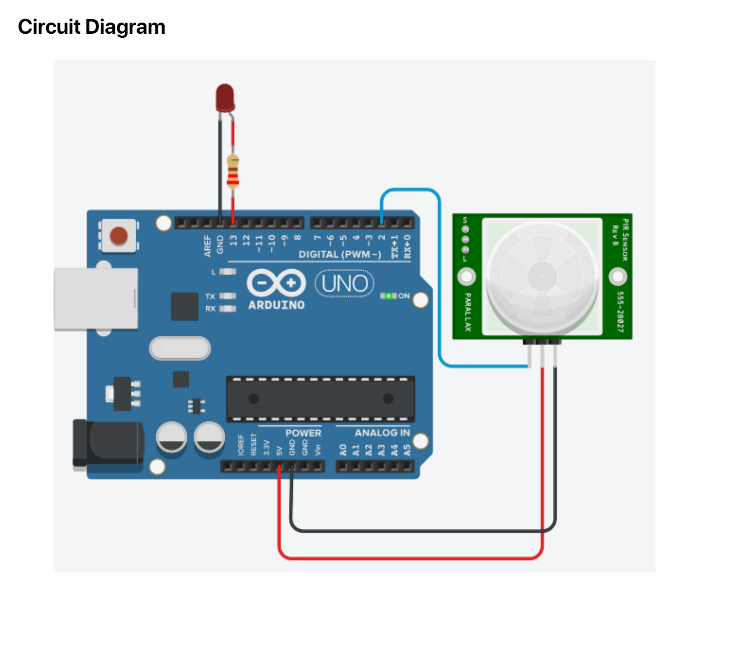 Circuit Diagram
AREF
GND
13
12
~11
~10
~9
8
7
~6
~5
4
~3
2
TX→1
RX←0
DIGITAL (PWM~)
L
TX
RX
ARDUINO
UNO
ON
IOREF
RESET
3.3V
5V
GND
GND
Vin
POWER
ANALOG IN
A0
A1
A2
A3
A4
A5
S
L
PARALLAX
PIR SENSOR
Rev B
555-28027